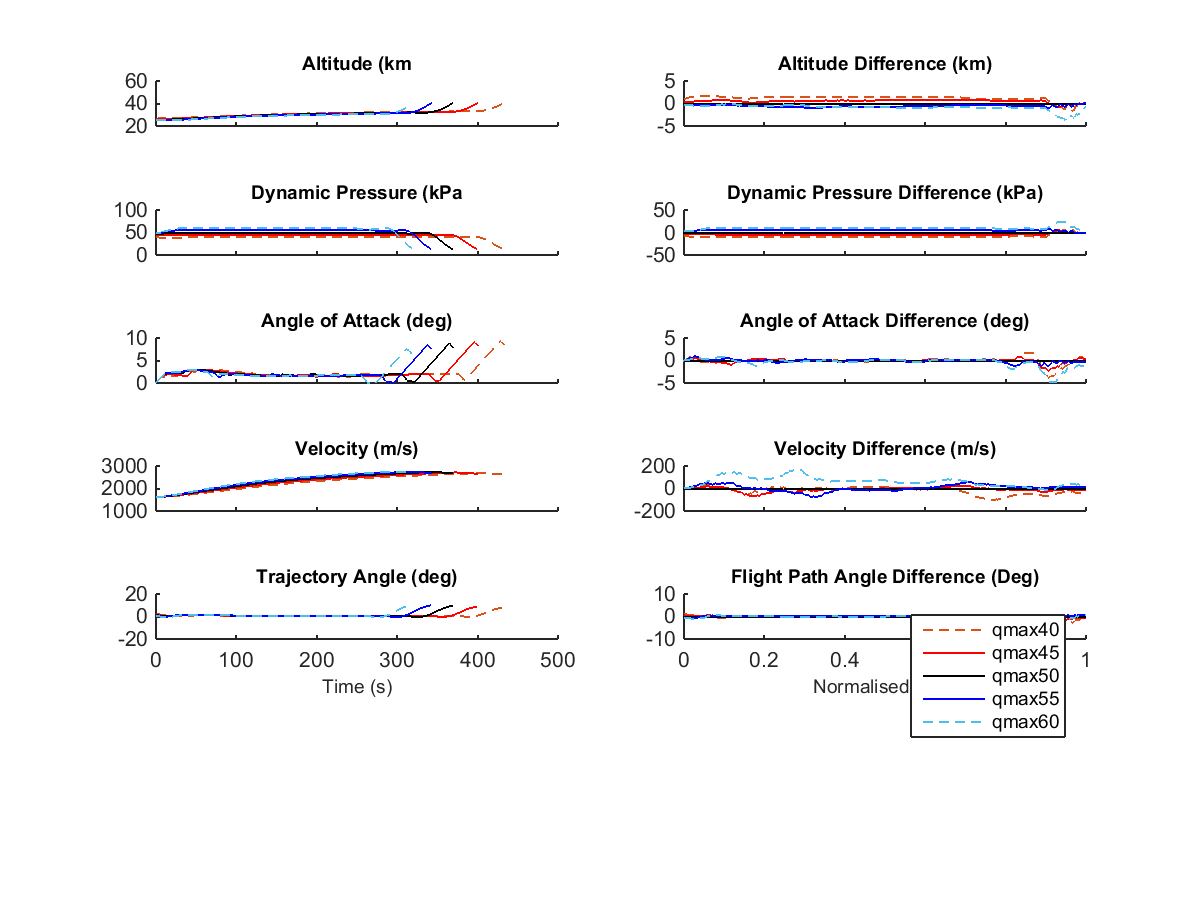 Altitude (km
60
40
20
Altitude Difference (km)
5
0
-5
Dynamic Pressure (kPa
100
50
0
Dynamic Pressure Difference (kPa)
50
0
-50
Angle of Attack (deg)
10
5
0
Angle of Attack Difference (deg)
5
0
-5
Velocity (m/s)
3000
2000
1000
Velocity Difference (m/s)
200
0
-200
Trajectory Angle (deg)
20
0
-20
0 100 200 300 400 500
Time (s)
Flight Path Angle Difference (Deg)
10
0
-10
0 0.2 0.4 1
Normalised
qmax40
qmax45
qmax50
qmax55
qmax60